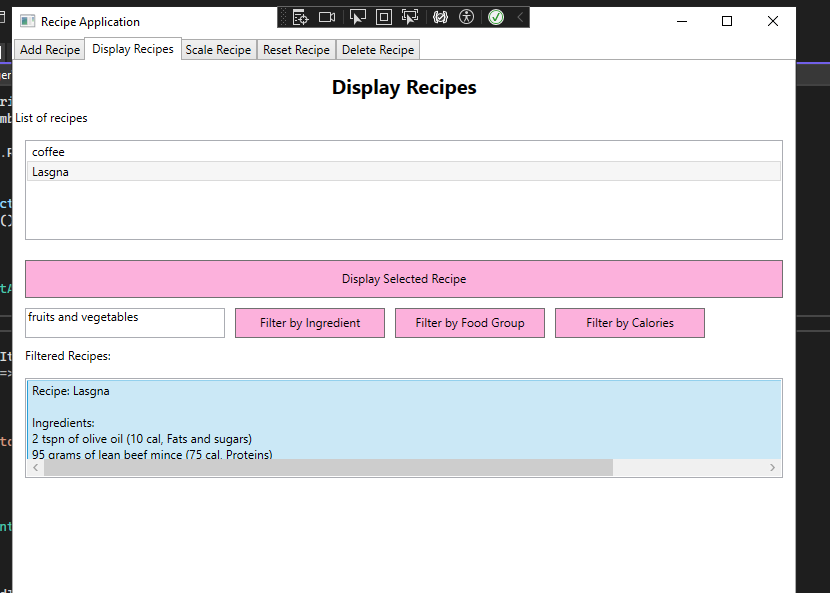 Recipe Application
Add Recipe
Display Recipes
Scale Recipe
Reset Recipe
Delete Recipe
Display Recipes
List of recipes
coffee
Lasgna
Display Selected Recipe
fruits and vegetables
Filter by Ingredient
Filter by Food Group
Filter by Calories
Filtered Recipes:
Recipe: Lasgna
Ingredients:
2 tspn of olive oil (10 cal, Fats and sugars)
95 grams of lean beef mince (75 cal, Proteins)